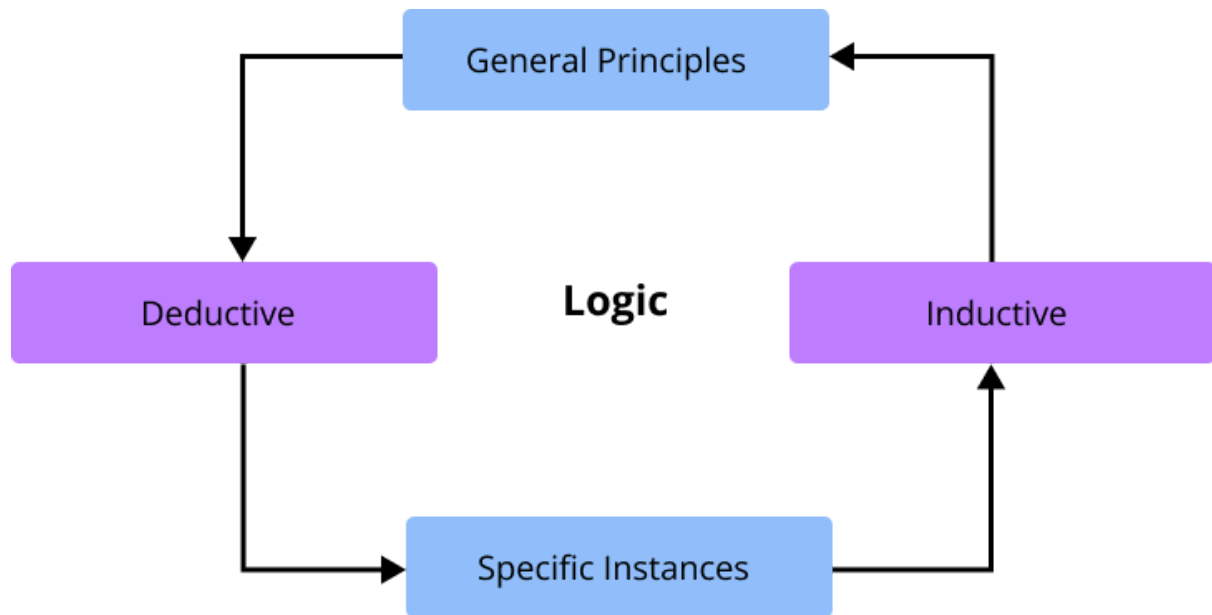 General Principles
Deductive
Logic
Inductive
Specific Instances